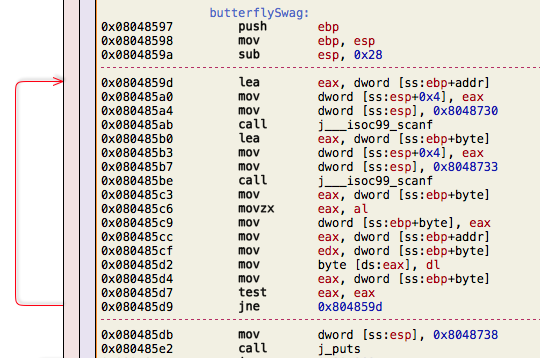 butterflySwag:
0x08048597 push ebp
0x08048598 mov ebp, esp
0x0804859a sub esp, 0x28
0x0804859d lea eax, dword [ss:ebp+addr]
0x080485a0 mov dword [ss:esp+0x4], eax
0x080485a4 mov dword [ss:esp], 0x8048730
0x080485ab call j___isoc99_scanf
0x080485b0 lea eax, dword [ss:ebp+byte]
0x080485b3 mov dword [ss:esp+0x4], eax
0x080485b7 mov dword [ss:esp], 0x8048733
0x080485be call j___isoc99_scanf
0x080485c3 mov eax, dword [ss:ebp+byte]
0x080485c6 movzx eax, al
0x080485c9 mov dword [ss:ebp+byte], eax
0x080485cc mov eax, dword [ss:ebp+addr]
0x080485cf mov edx, dword [ss:ebp+byte]
0x080485d2 mov byte [ds:eax], dl
0x080485d4 mov eax, dword [ss:ebp+byte]
0x080485d7 test eax, eax
0x080485d9 jne 0x804859d
0x080485db mov dword [ss:esp], 0x8048738
0x080485e2 call j_puts